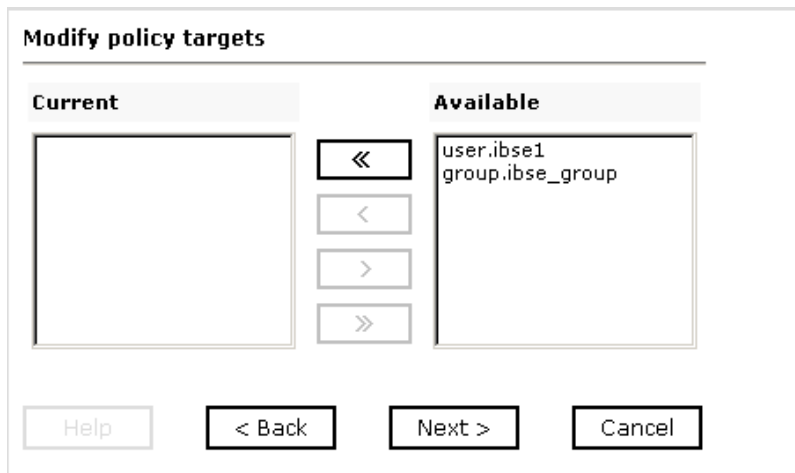 Modify policy targets
Current
Available
<<
user.ibse1
group.ibse_group
<
>
>>
Help
< Back
Next >
Cancel